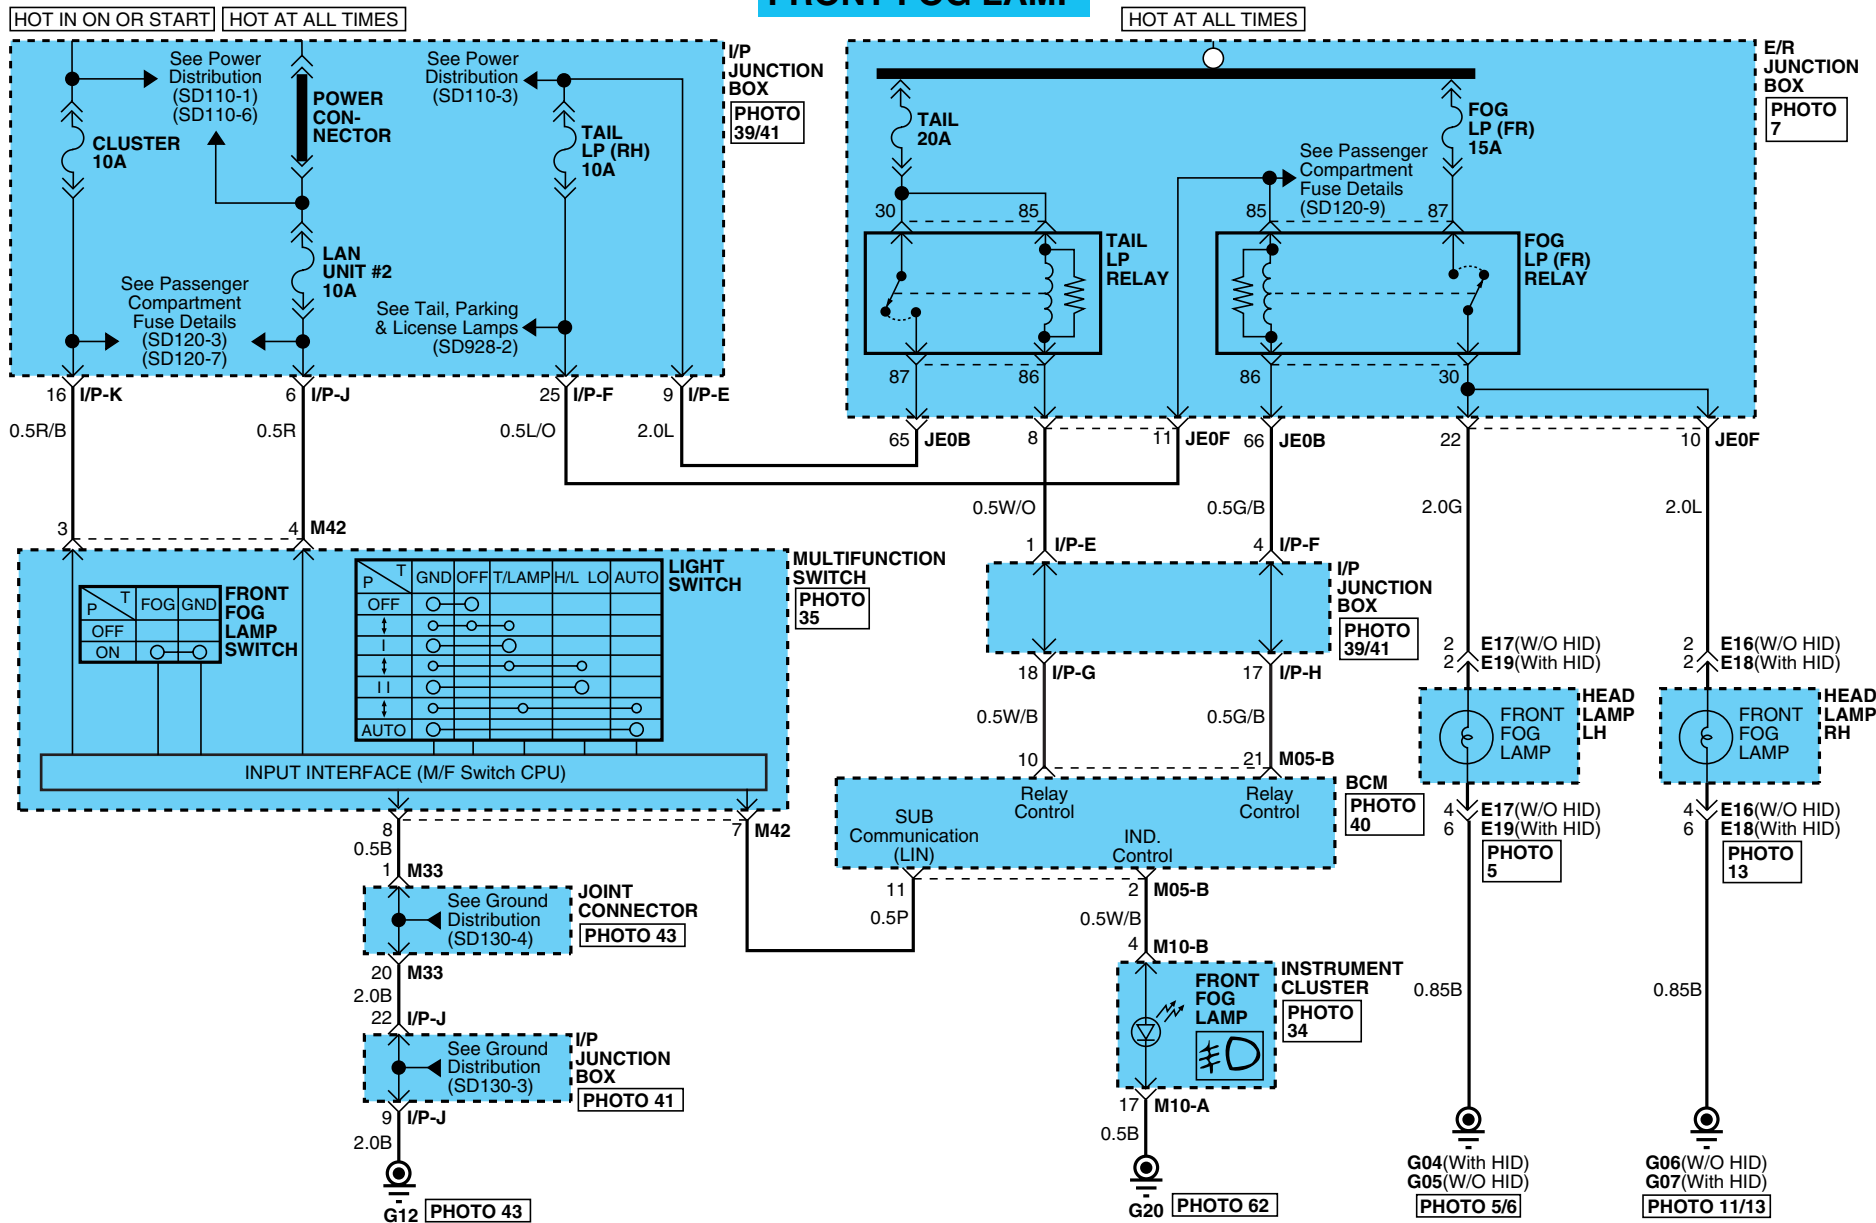 FRONT FOG LAMP
HOT IN ON OR START
HOT AT ALL TIMES
HOT AT ALL TIMES
See Power
Distribution
(SD110-1)
(SD110-6)
CLUSTER
10A
POWER
CON-
NECTOR
LAN
UNIT #2
10A
See Passenger
Compartment
Fuse Details
(SD120-3)
(SD120-7)
See Power
Distribution
(SD110-3)
TAIL
LP (RH)
10A
See Tail, Parking
& License Lamps
(SD928-2)
I/P
JUNCTION
BOX
PHOTO
39/41
TAIL
20A
FOG
LP (FR)
15A
See Passenger
Compartment
Fuse Details
(SD120-9)
30
85
85
87
TAIL
LP
RELAY
FOG
LP (FR)
RELAY
87
86
86
30
E/R
JUNCTION
BOX
PHOTO
7
16 I/P-K
6 I/P-J
25 I/P-F
9 I/P-E
65 JE0B
8
11 JE0F
66 JE0B
22
10 JE0F
0.5R/B
0.5R
0.5L/O
2.0L
0.5W/O
0.5G/B
2.0G
2.0L
3
4 M42
1 I/P-E
4 I/P-F
I/P
JUNCTION
BOX
PHOTO
39/41
18 I/P-G
17 I/P-H
0.5W/B
0.5G/B
MULTIFUNCTION
SWITCH
PHOTO
35
T
P
FOG GND
OFF
ON
FRONT
FOG
LAMP
SWITCH
T
P
GND OFF T/LAMP H/L LO AUTO
OFF
I
I I
AUTO
LIGHT
SWITCH
INPUT INTERFACE (M/F Switch CPU)
8
7 M42
0.5B
1 M33
See Ground
Distribution
(SD130-4)
JOINT
CONNECTOR
PHOTO 43
20 M33
2.0B
22 I/P-J
See Ground
Distribution
(SD130-3)
I/P
JUNCTION
BOX
PHOTO 41
9 I/P-J
2.0B
G12 PHOTO 43
10
21 M05-B
Relay
Control
Relay
Control
SUB
Communication
(LIN)
IND.
Control
BCM
PHOTO
40
11
2 M05-B
0.5P
0.5W/B
4 M10-B
FRONT
FOG
LAMP
INSTRUMENT
CLUSTER
PHOTO
34
17 M10-A
0.5B
G20 PHOTO 62
2 E17(W/O HID)
2 E19(With HID)
FRONT
FOG
LAMP
HEAD
LAMP
LH
4 E17(W/O HID)
6 E19(With HID)
PHOTO
5
0.85B
G04(With HID)
G05(W/O HID)
PHOTO 5/6
2 E16(W/O HID)
2 E18(With HID)
FRONT
FOG
LAMP
HEAD
LAMP
RH
4 E16(W/O HID)
6 E18(With HID)
PHOTO
13
0.85B
G06(W/O HID)
G07(With HID)
PHOTO 11/13